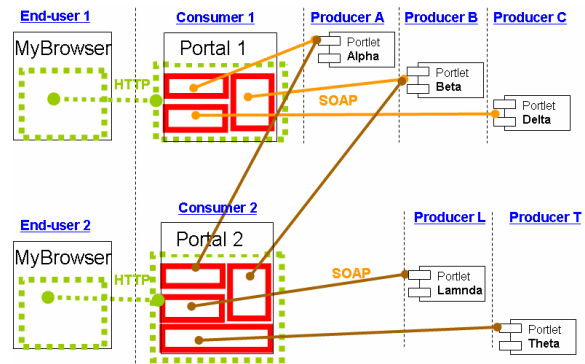 End-user 1
Consumer 1
Producer A
Producer B
Producer C
MyBrowser
Portal 1
Portlet
Alpha
Portlet
Beta
Portlet
Delta
HTTP
SOAP
End-user 2
Consumer 2
Producer L
Producer T
MyBrowser
Portal 2
HTTP
SOAP
Portlet
Lamnda
Portlet
Theta